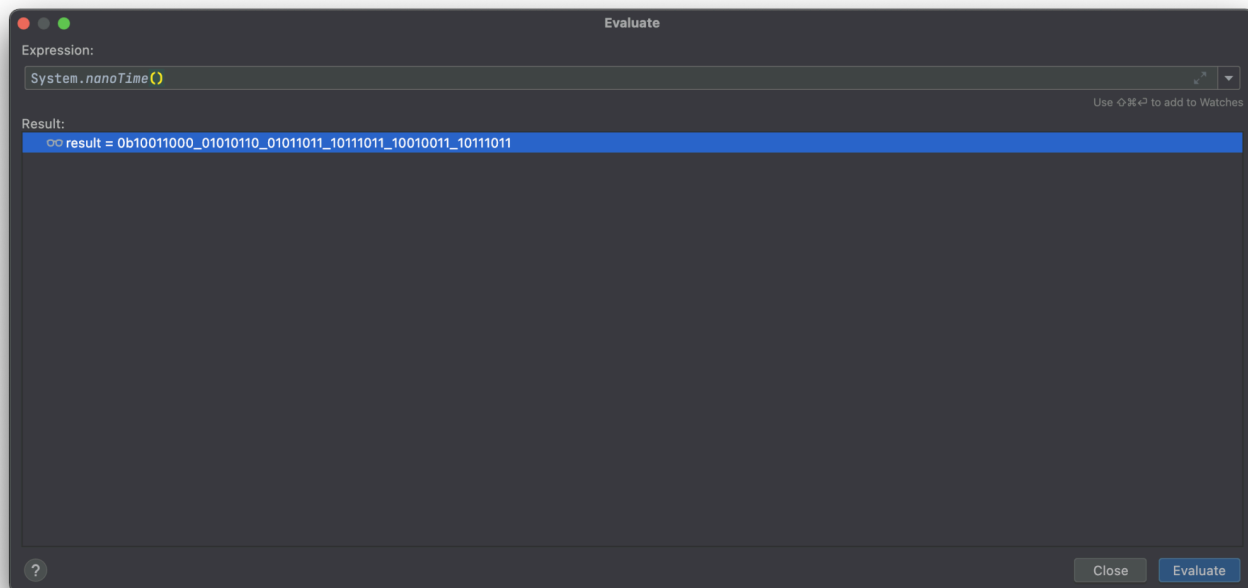 Evaluate
Expression:
System.nanoTime()
Use ⇧⌘⏎ to add to Watches
Result:
result = 0b10011000_01010110_01011011_10111011_10010011_10111011
?
Close
Evaluate